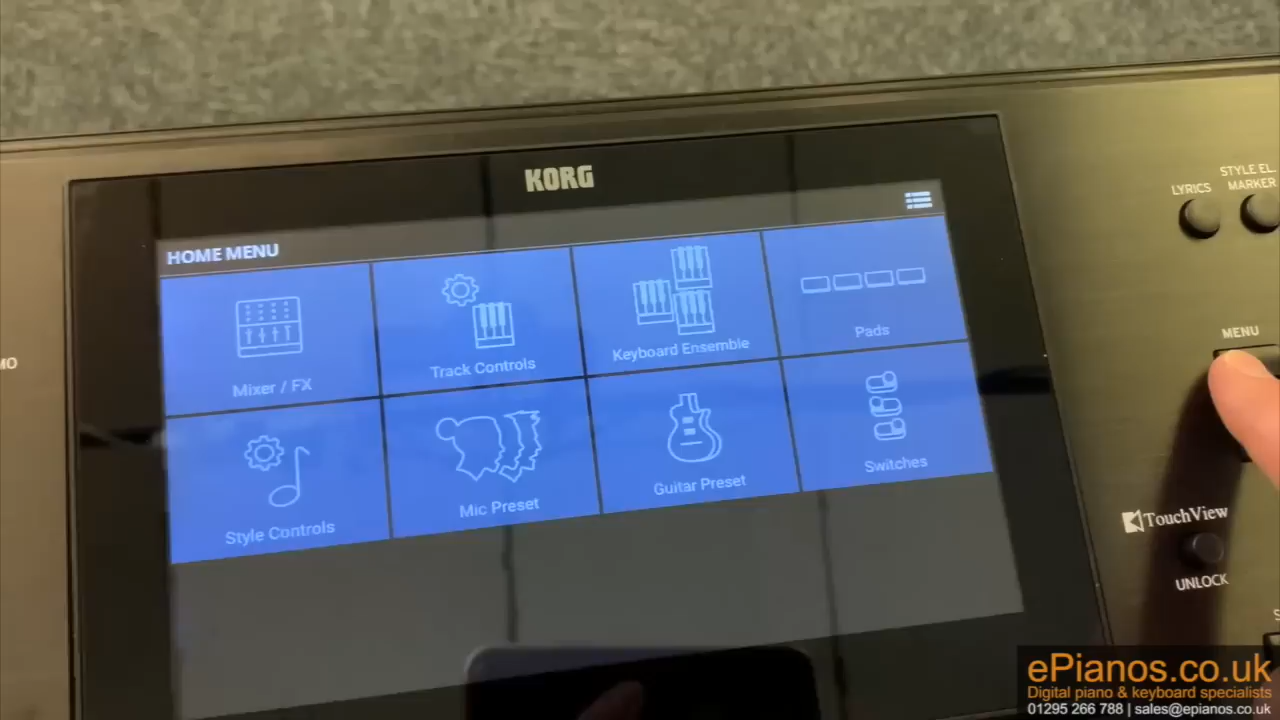 KORG
HOME MENU
Mixer / FX
Track Controls
Keyboard Ensemble
Pads
Style Controls
Mic Preset
Guitar Preset
Switches
LYRICS
STYLE EL.
MARKER
MENU
TouchView
UNLOCK
ePianos.co.uk
Digital piano & keyboard specialists
01295 266 788 | sales@epianos.co.uk